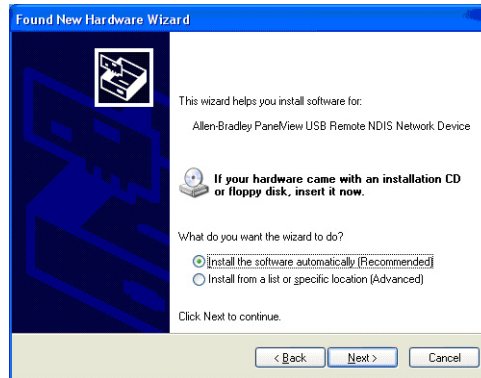 Found New Hardware Wizard
This wizard helps you install software for:
Allen-Bradley PanelView USB Remote NDIS Network Device
If your hardware came with an installation CD
or floppy disk, insert it now.
What do you want the wizard to do?
Install the software automatically (Recommended)
Install from a list or specific location (Advanced)
Click Next to continue.
< Back Next > Cancel